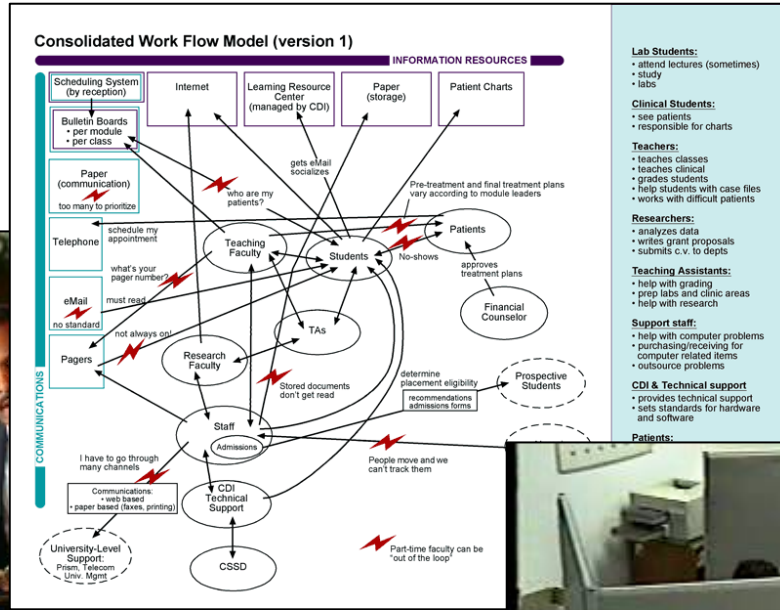 Consolidated Work Flow Model (version 1)
INFORMATION RESOURCES
COMMUNICATIONS
Scheduling System
(by reception)
Bulletin Boards
• per module
• per class
Internet
Learning Resource
Center
(managed by CDI)
Paper
(storage)
Patient Charts
Paper
(communication)
too many to prioritize
Telephone
eMail
no standard
Pagers
gets eMail
socializes
who are my
patients?
Pre-treatment and final treatment plans
vary according to module leaders
schedule my
appointment
Teaching
Faculty
Students
Patients
No-shows
what's your
pager number?
approves
treatment plans
must read
Financial
Counselor
not always on!
TAs
Research
Faculty
Stored documents
don't get read
determine
placement eligibility
recommendations
admissions forms
Prospective
Students
Staff
Admissions
I have to go through
many channels
People move and we
can't track them
Communications:
• web based
• paper based (faxes, printing)
CDI
Technical
Support
University-Level
Support:
Prism, Telecom
Univ. Mgmt
CSSD
Part-time faculty can be
"out of the loop"
Lab Students:
• attend lectures (sometimes)
• study
• labs
Clinical Students:
• see patients
• responsible for charts
Teachers:
• teaches classes
• teaches clinical
• grades students
• help students with case files
• works with difficult patients
Researchers:
• analyzes data
• writes grant proposals
• submits c.v. to depts
Teaching Assistants:
• help with grading
• prep labs and clinic areas
• help with research
Support staff:
• help with computer problems
• purchasing/receiving for
computer related items
• outsource problems
CDI & Technical support
• provides technical support
• sets standards for hardware
and software
Patients: